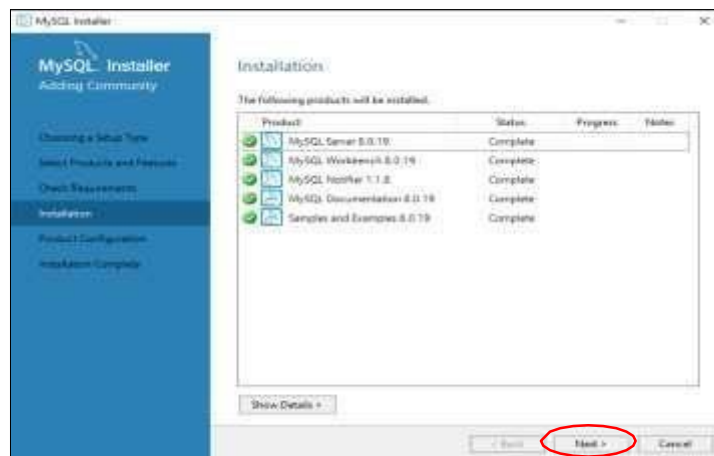 MySQL Installer
MySQL Installer
Adding Community
Choosing a Setup Type
Select Products and Features
Check Requirements
Installation
Product Configuration
Installation Complete
Installation
The following products will be installed.
Product Status Progress Notes
MySQL Server 8.0.19 Complete
MySQL Workbench 8.0.19 Complete
MySQL Notifier 1.1.8 Complete
MySQL Documentation 8.0.19 Complete
Samples and Examples 8.0.19 Complete
Show Details >
< Back Next > Cancel